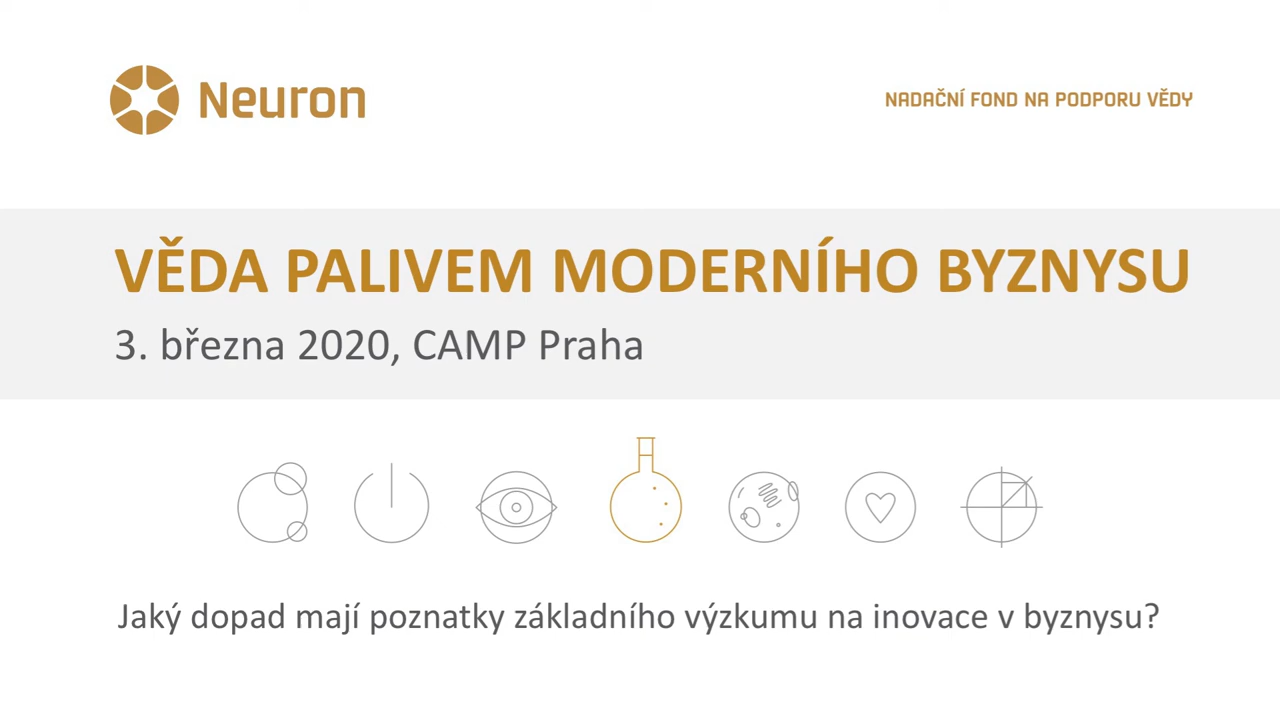 Neuron
NADAČNÍ FOND NA PODPORU VĚDY
VĚDA PALIVEM MODERNÍHO BYZNYSU
3. března 2020, CAMP Praha
Jaký dopad mají poznatky základního výzkumu na inovace v byznysu?